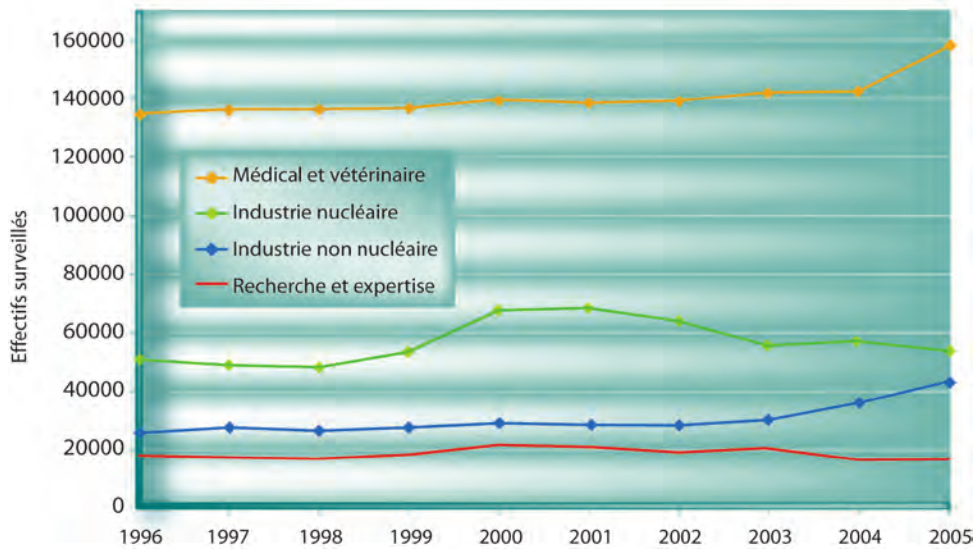 160000
140000
120000
100000
80000
60000
40000
20000
0
Effectifs surveillés
Médical et vétérinaire
Industrie nucléaire
Industrie non nucléaire
Recherche et expertise
1996 1997 1998 1999 2000 2001 2002 2003 2004 2005